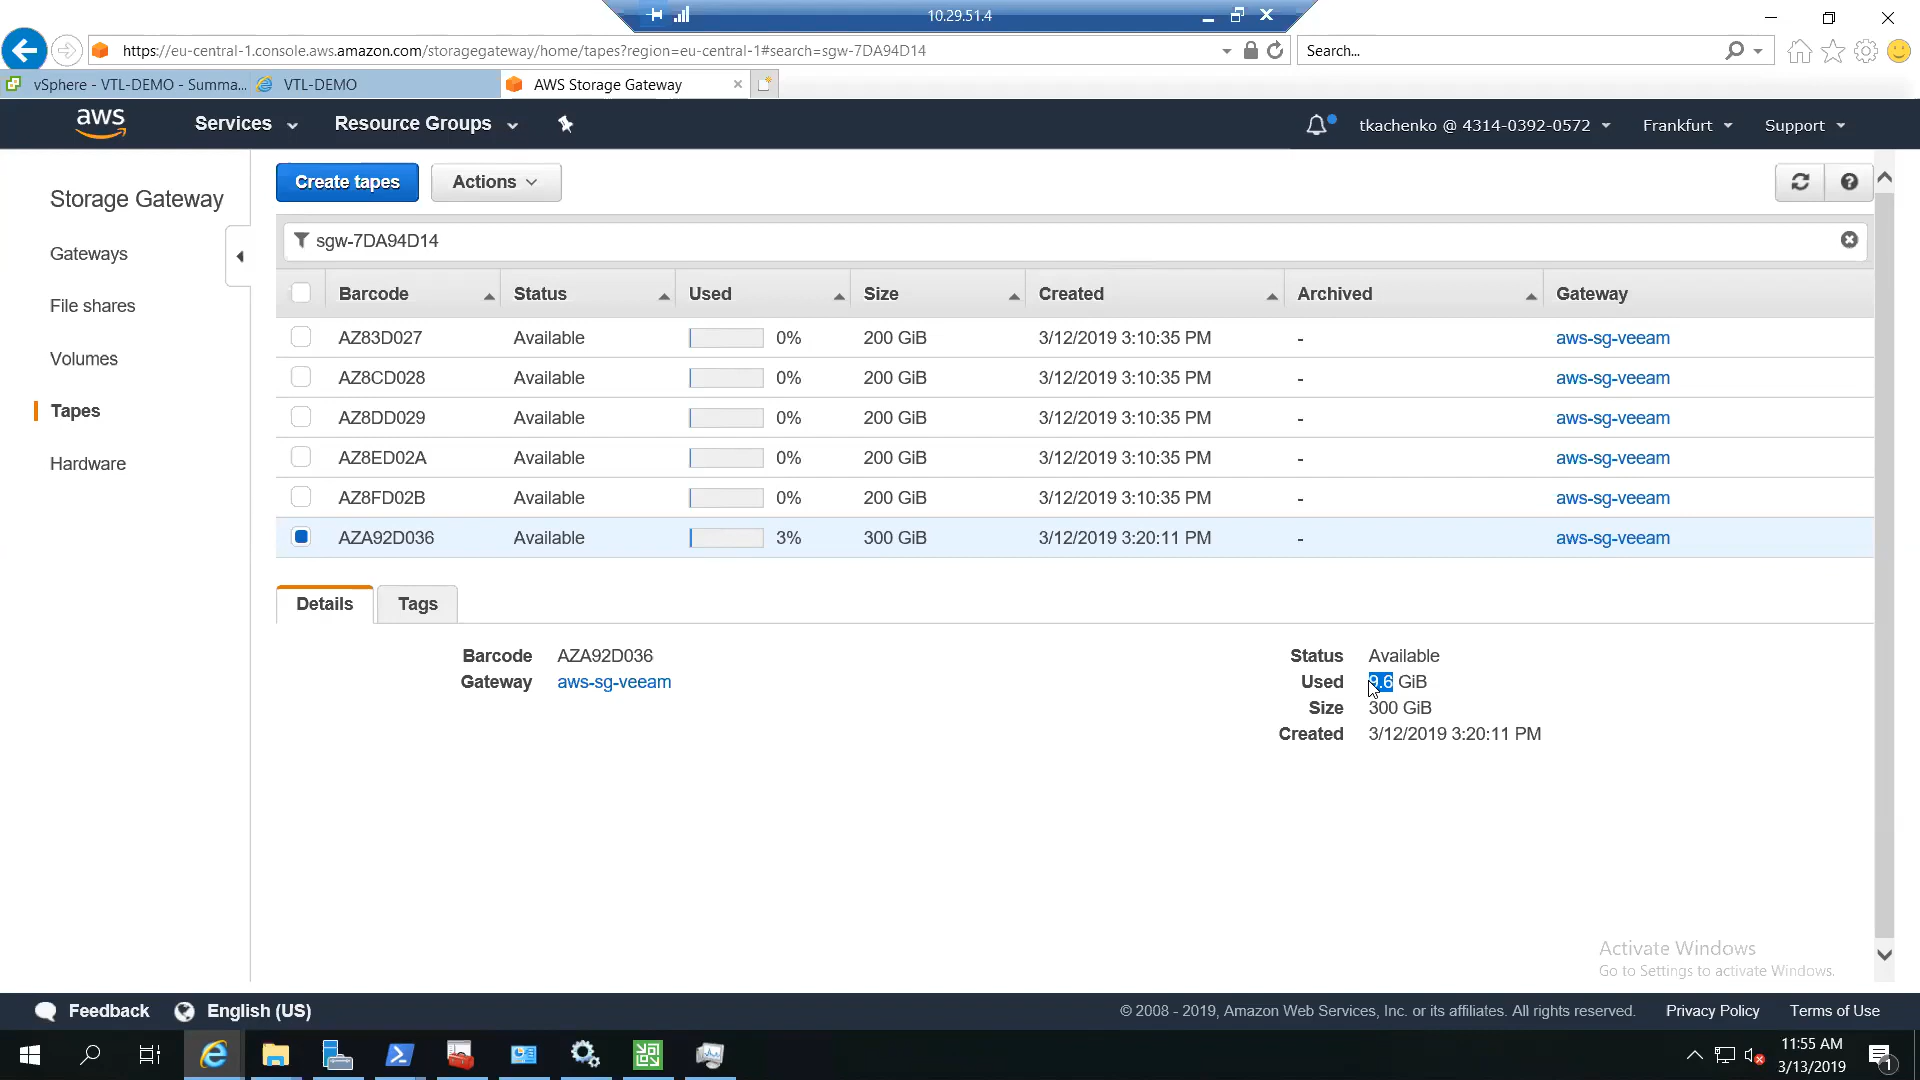 10.29.51.4
https://eu-central-1.console.aws.amazon.com/storagegateway/home/tapes?region=eu-central-1#search=sgw-7DA94D14
Search...
vSphere - VTL-DEMO - Summa...
VTL-DEMO
AWS Storage Gateway
aws
Services
Resource Groups
tkachenko @ 4314-0392-0572
Frankfurt
Support
Storage Gateway
Gateways
File shares
Volumes
Tapes
Hardware
Create tapes
Actions
sgw-7DA94D14
Barcode Status Used Size Created Archived Gateway
AZ83D027 Available 0% 200 GiB 3/12/2019 3:10:35 PM - aws-sg-veeam
AZ8CD028 Available 0% 200 GiB 3/12/2019 3:10:35 PM - aws-sg-veeam
AZ8DD029 Available 0% 200 GiB 3/12/2019 3:10:35 PM - aws-sg-veeam
AZ8ED02A Available 0% 200 GiB 3/12/2019 3:10:35 PM - aws-sg-veeam
AZ8FD02B Available 0% 200 GiB 3/12/2019 3:10:35 PM - aws-sg-veeam
AZA92D036 Available 3% 300 GiB 3/12/2019 3:20:11 PM - aws-sg-veeam
Details
Tags
Barcode AZA92D036
Gateway aws-sg-veeam
Status Available
Used 9.6 GiB
Size 300 GiB
Created 3/12/2019 3:20:11 PM
Activate Windows
Go to Settings to activate Windows.
Feedback
English (US)
© 2008 - 2019, Amazon Web Services, Inc. or its affiliates. All rights reserved.
Privacy Policy
Terms of Use
11:55 AM
3/13/2019
1